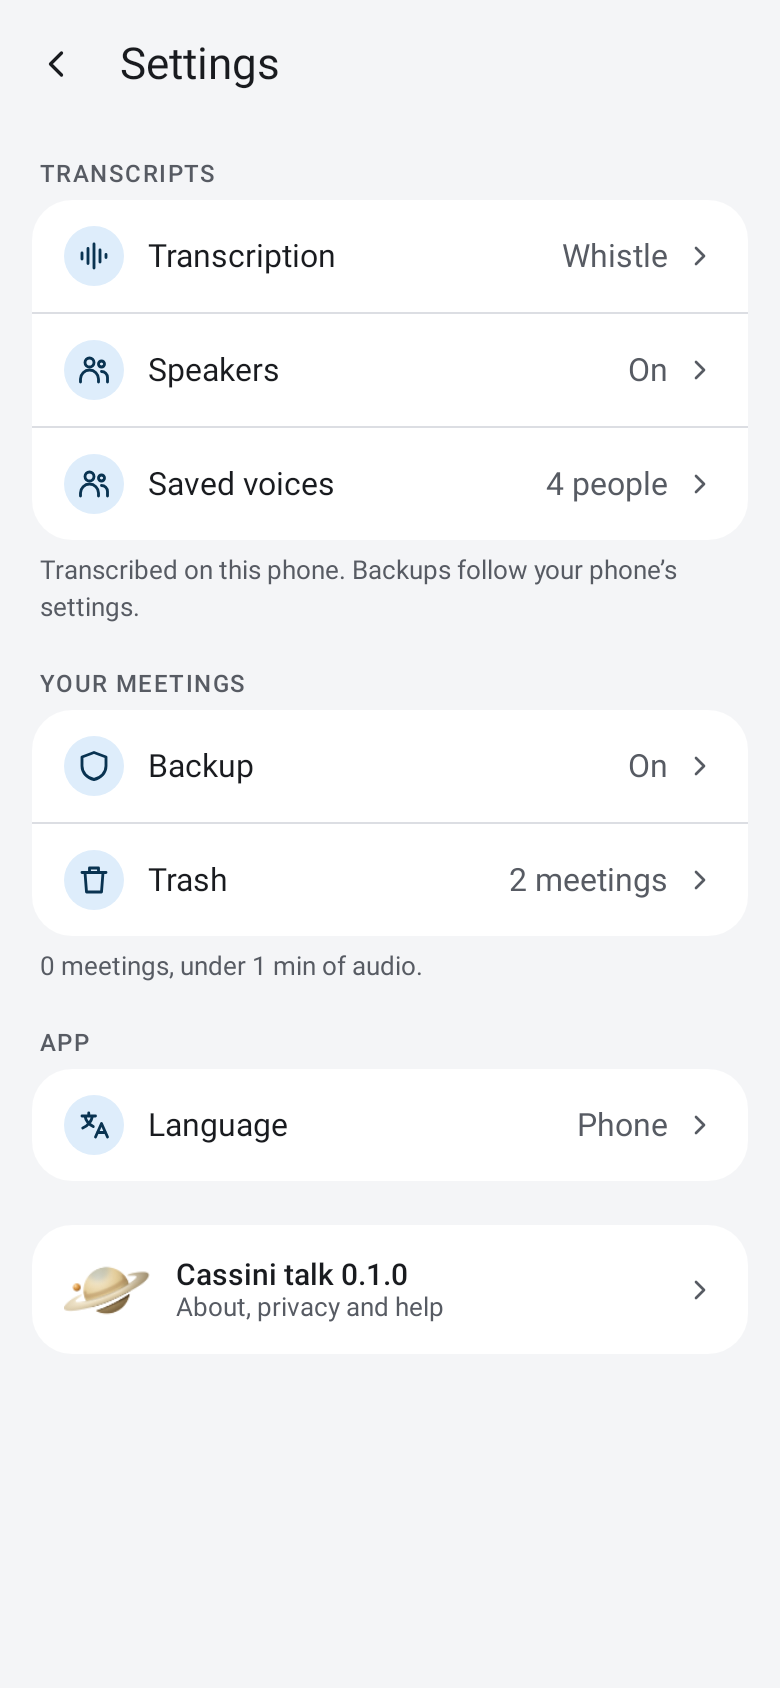 Settings
TRANSCRIPTS
Transcription Whistle
Speakers On
Saved voices 4 people
Transcribed on this phone. Backups follow your phone’s
settings.
YOUR MEETINGS
Backup On
Trash 2 meetings
0 meetings, under 1 min of audio.
APP
Language Phone
Cassini talk 0.1.0
About, privacy and help